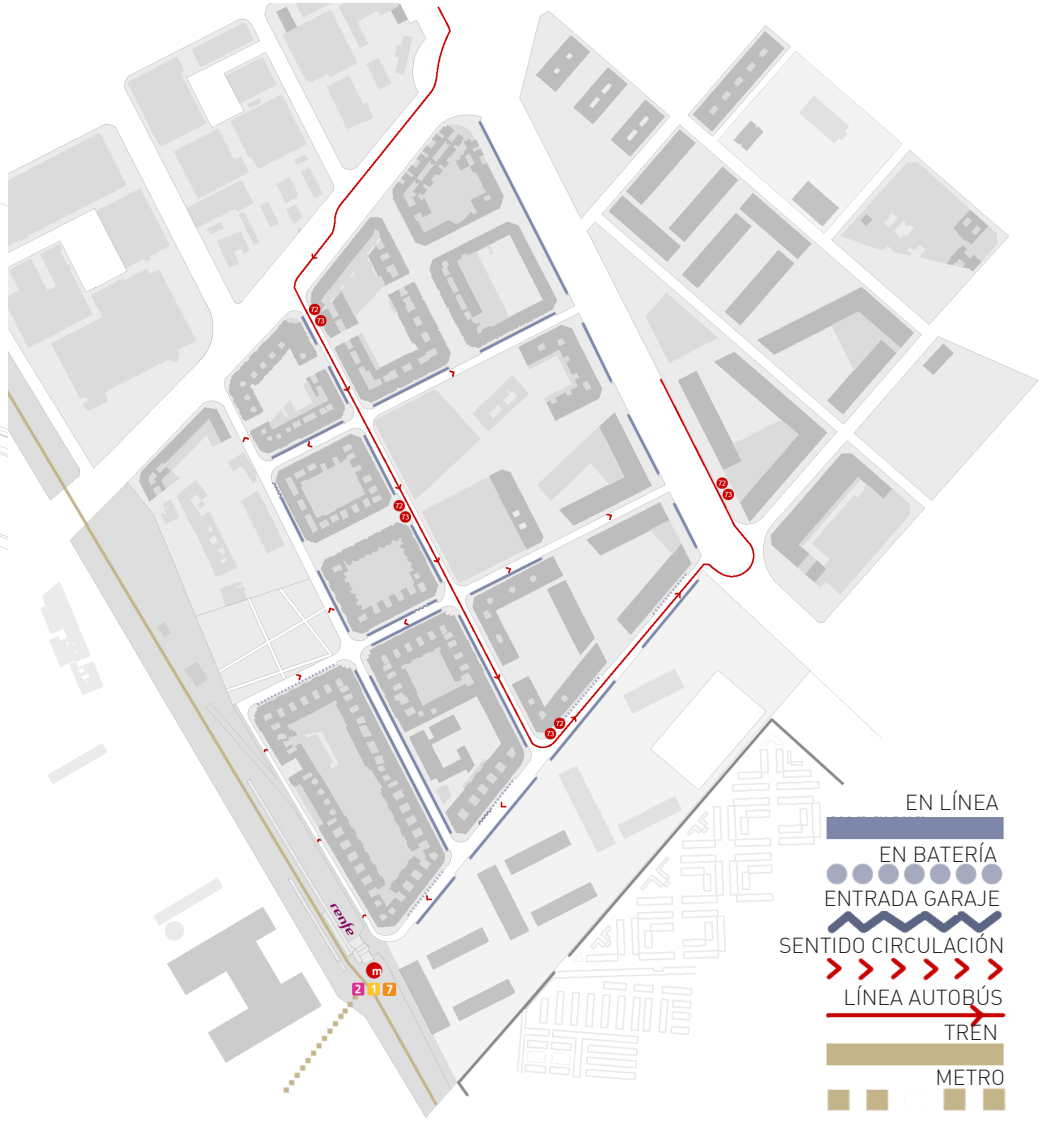 72
73
72
73
72
73
72
73
renfe
m
2 1 7
EN LÍNEA
EN BATERÍA
ENTRADA GARAJE
SENTIDO CIRCULACIÓN
LÍNEA AUTOBÚS
TREN
METRO